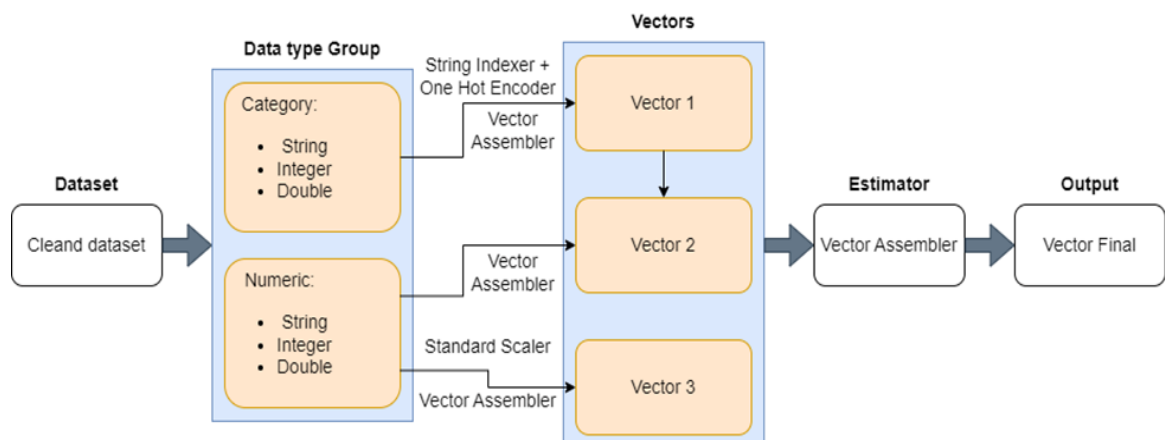 Vectors
Data type Group
String Indexer +
One Hot Encoder
Vector
Assembler
Category:
• String
• Integer
• Double
Vector 1
Dataset
Cleand dataset
Estimator
Vector Assembler
Output
Vector Final
Vector 2
Vector
Assembler
Numeric:
• String
• Integer
• Double
Standard Scaler
Vector Assembler
Vector 3